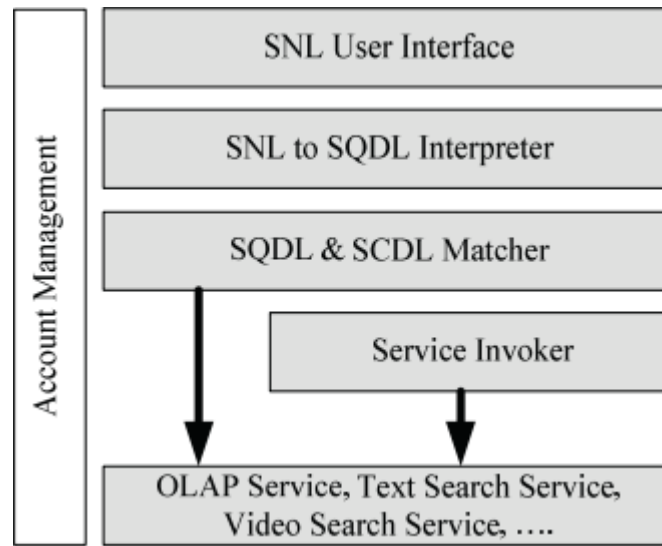 Account Management
SNL User Interface
SNL to SQDL Interpreter
SQDL & SCDL Matcher
Service Invoker
OLAP Service, Text Search Service,
Video Search Service, ....